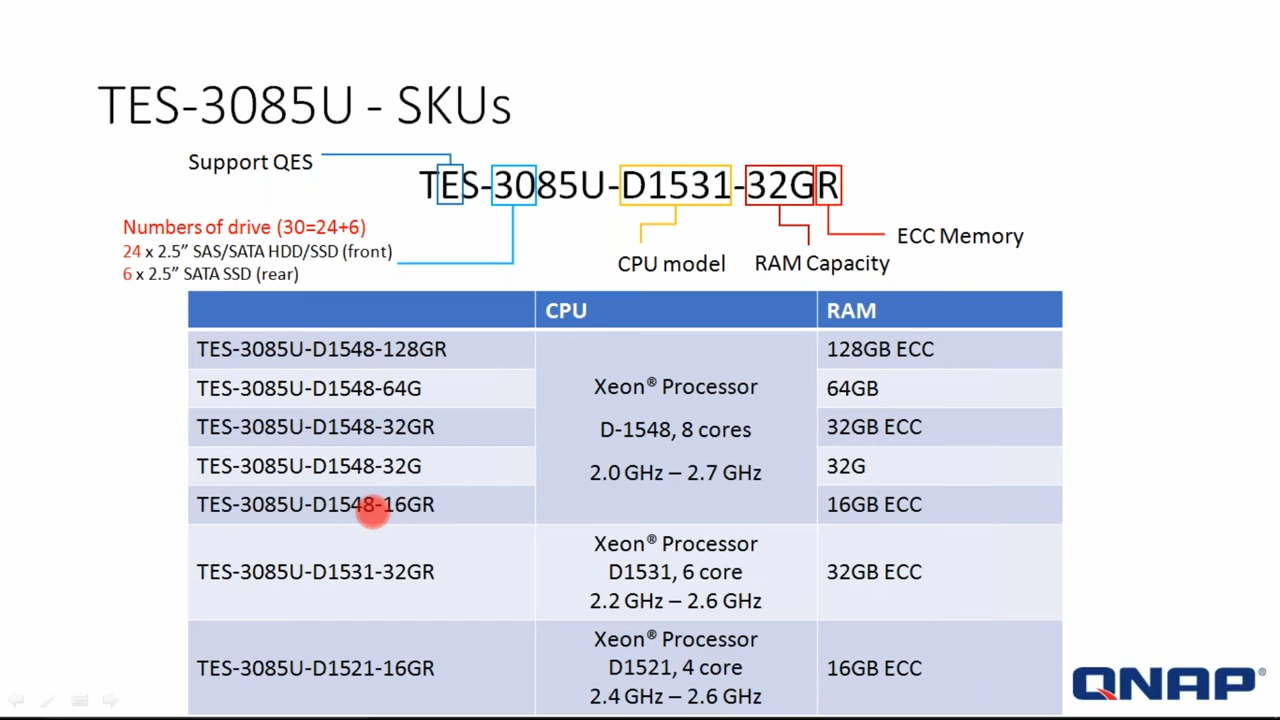 TES-3085U - SKUs
Support QES
TES-3085U-D1531-32GR
Numbers of drive (30=24+6)
24 x 2.5” SAS/SATA HDD/SSD (front)
6 x 2.5” SATA SSD (rear)
CPU model
RAM Capacity
ECC Memory
CPU
RAM
TES-3085U-D1548-128GR
128GB ECC
TES-3085U-D1548-64G
64GB
TES-3085U-D1548-32GR
32GB ECC
TES-3085U-D1548-32G
32G
TES-3085U-D1548-16GR
16GB ECC
Xeon® Processor
D-1548, 8 cores
2.0 GHz – 2.7 GHz
TES-3085U-D1531-32GR
Xeon® Processor
D1531, 6 core
2.2 GHz – 2.6 GHz
32GB ECC
TES-3085U-D1521-16GR
Xeon® Processor
D1521, 4 core
2.4 GHz – 2.6 GHz
16GB ECC
QNAP®